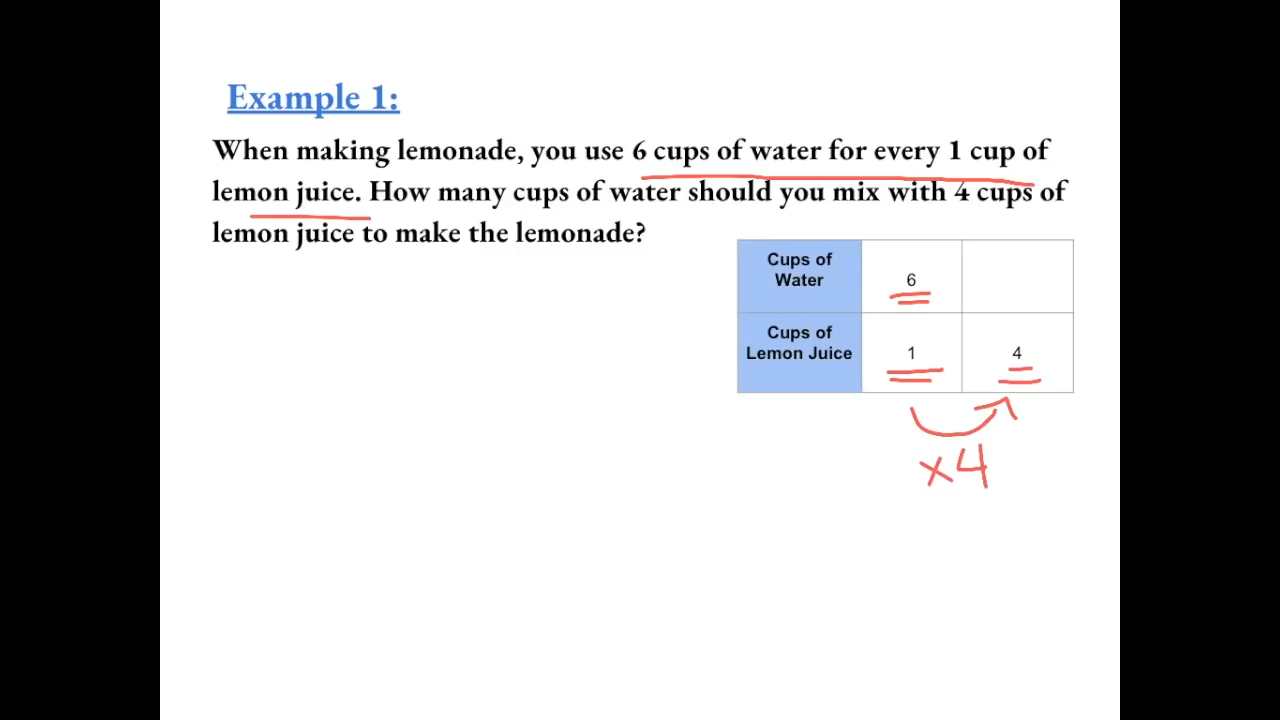 Example 1:
When making lemonade, you use 6 cups of water for every 1 cup of
lemon juice. How many cups of water should you mix with 4 cups of
lemon juice to make the lemonade?
Cups of
Water
6
Cups of
Lemon Juice
1
4
x4